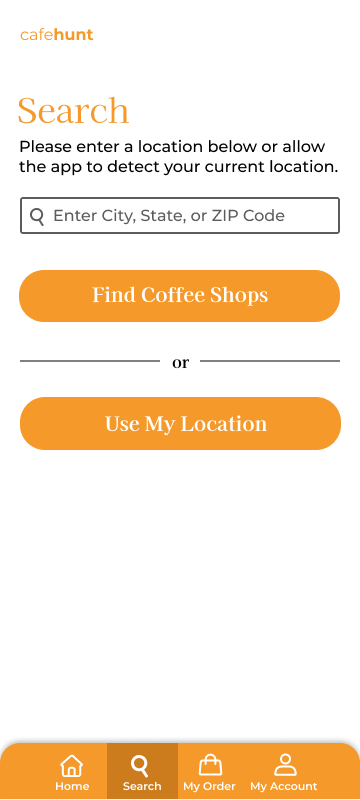 cafehunt
Search
Please enter a location below or allow
the app to detect your current location.
Enter City, State, or ZIP Code
Find Coffee Shops
or
Use My Location
Home
Search
My Order
My Account